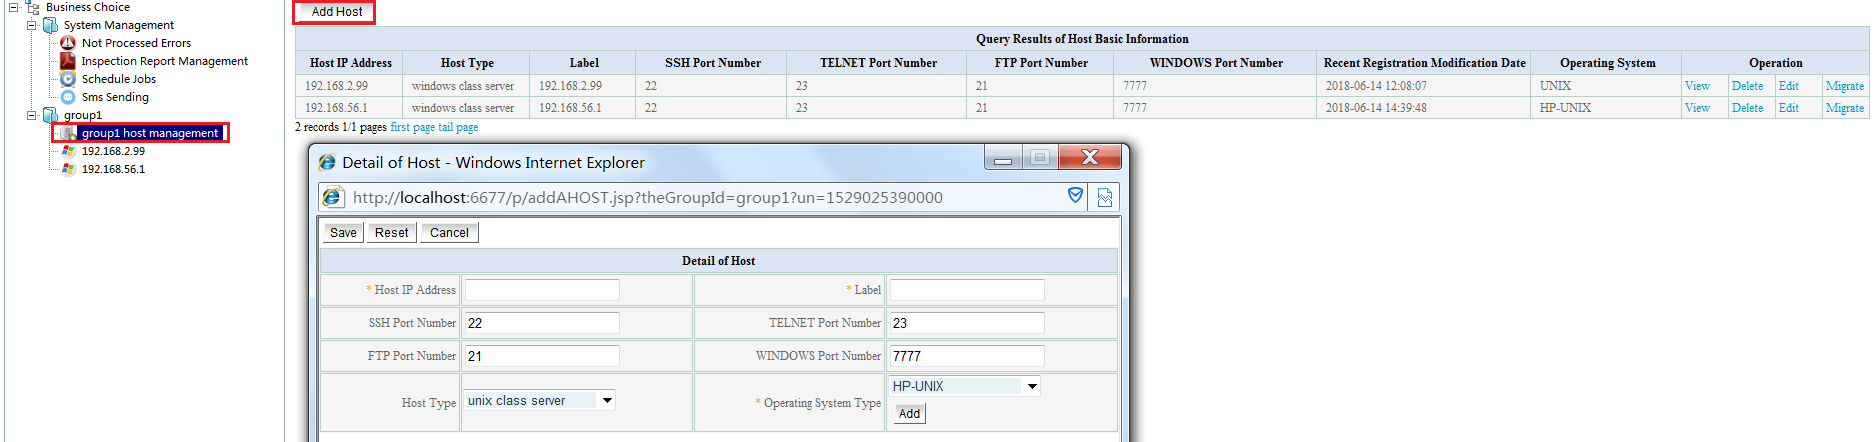 Business Choice
System Management
Not Processed Errors
Inspection Report Management
Schedule Jobs
Sms Sending
group1
group1 host management
192.168.2.99
192.168.56.1
Add Host
Query Results of Host Basic Information
Host IP Address Host Type Label SSH Port Number TELNET Port Number FTP Port Number WINDOWS Port Number Recent Registration Modification Date Operating System Operation
192.168.2.99 windows class server 192.168.2.99 22 23 21 7777 2018-06-14 12:08:07 UNIX View Delete Edit Migrate
192.168.56.1 windows class server 192.168.56.1 22 23 21 7777 2018-06-14 14:39:48 HP-UNIX View Delete Edit Migrate
2 records 1/1 pages first page tail page
Detail of Host - Windows Internet Explorer
http://localhost:6677/p/addAHOST.jsp?theGroupId=group1?un=1529025390000
Save Reset Cancel
Detail of Host
* Host IP Address * Label
SSH Port Number 22 TELNET Port Number 23
FTP Port Number 21 WINDOWS Port Number 7777
Host Type unix class server * Operating System Type HP-UNIX
Add